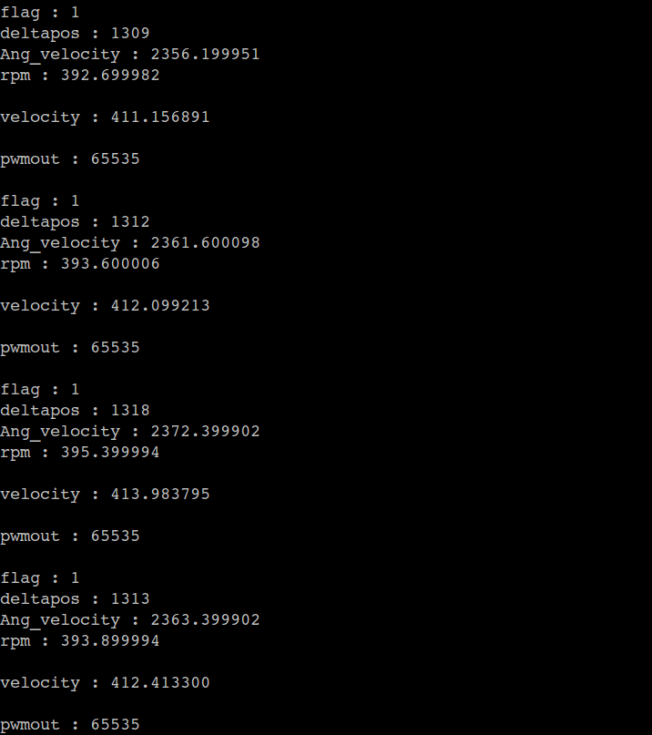 flag : 1
deltapos : 1309
Ang_velocity : 2356.199951
rpm : 392.699982
velocity : 411.156891
pwmout : 65535
flag : 1
deltapos : 1312
Ang_velocity : 2361.600098
rpm : 393.600006
velocity : 412.099213
pwmout : 65535
flag : 1
deltapos : 1318
Ang_velocity : 2372.399902
rpm : 395.399994
velocity : 413.983795
pwmout : 65535
flag : 1
deltapos : 1313
Ang_velocity : 2363.399902
rpm : 393.899994
velocity : 412.413300
pwmout : 65535